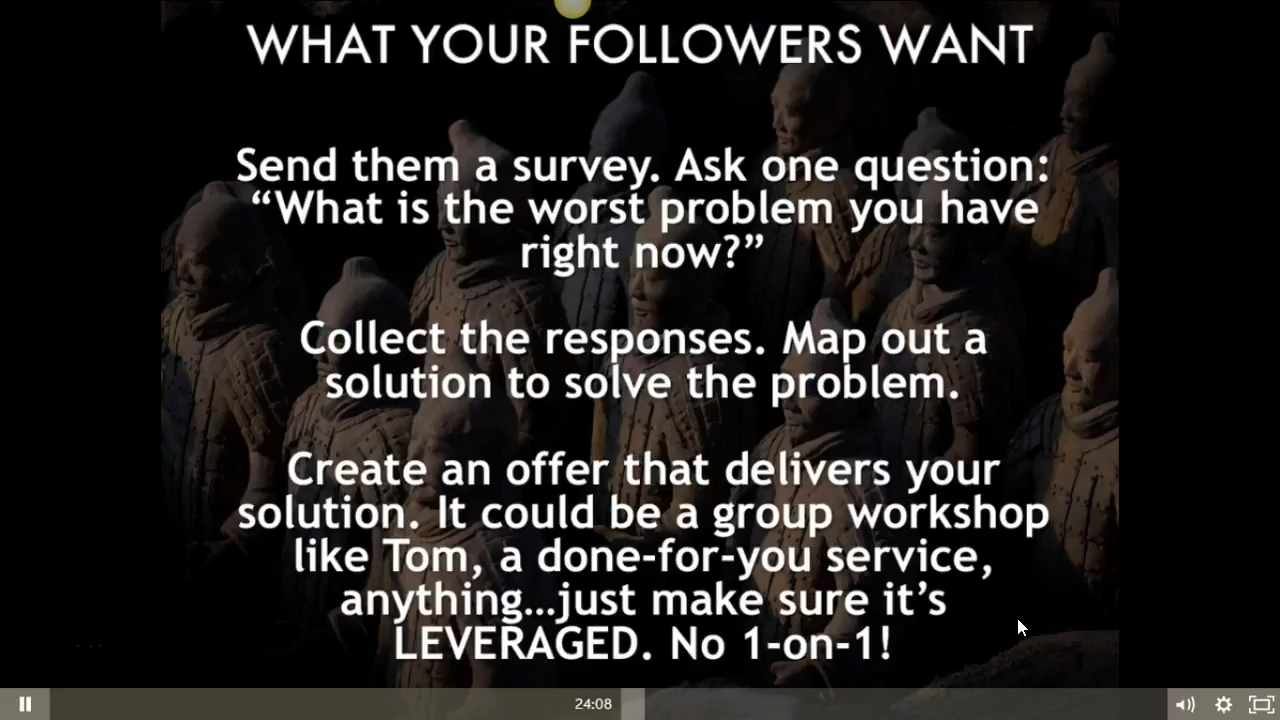 WHAT YOUR FOLLOWERS WANT
Send them a survey. Ask one question:
“What is the worst problem you have
right now?”
Collect the responses. Map out a
solution to solve the problem.
Create an offer that delivers your
solution. It could be a group workshop
like Tom, a done-for-you service,
anything...just make sure it’s
LEVERAGED. No 1-on-1!
24:08